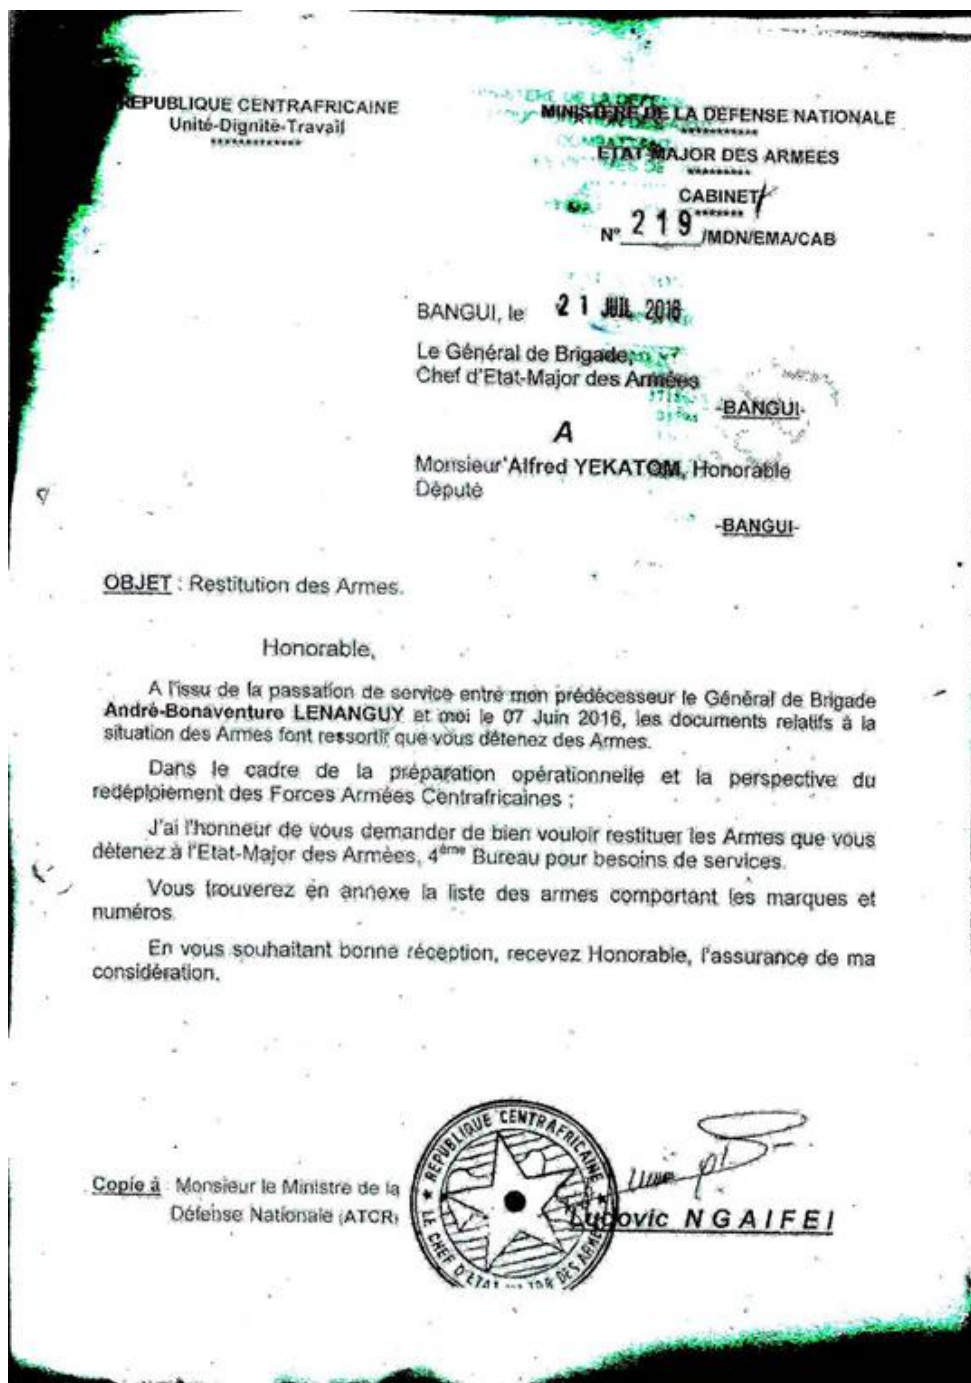 REPUBLIQUE CENTRAFRICAINE
Unité-Dignité-Travail
*************
MINISTERE DE LA DEFENSE NATIONALE
***********
ETAT-MAJOR DES ARMEES
*********
CABINET
*******
N° 219 /MDN/EMA/CAB
BANGUI, le 21 JUIL 2016
Le Général de Brigade,
Chef d'Etat-Major des Armées
-BANGUI-
A
Monsieur Alfred YEKATOM, Honorable
Député
-BANGUI-
OBJET : Restitution des Armes.
Honorable,
A l'issu de la passation de service entre mon prédécesseur le Général de Brigade
André-Bonaventure LENANGUY et moi le 07 Juin 2016, les documents relatifs à la
situation des Armes font ressortir que vous détenez des Armes.
Dans le cadre de la préparation opérationnelle et la perspective du
redéploiement des Forces Armées Centrafricaines ;
J'ai l'honneur de vous demander de bien vouloir restituer les Armes que vous
détenez à l'Etat-Major des Armées, 4ème Bureau pour besoins de services.
Vous trouverez en annexe la liste des armes comportant les marques et
numéros.
En vous souhaitant bonne réception, recevez Honorable, l'assurance de ma
considération.
Copie à : Monsieur le Ministre de la
Défense Nationale (ATCR)
REPUBLIQUE CENTRAFRICAINE
LE CHEF D'ETAT MAJOR DES ARMEES
Ludovic NGAIFEI